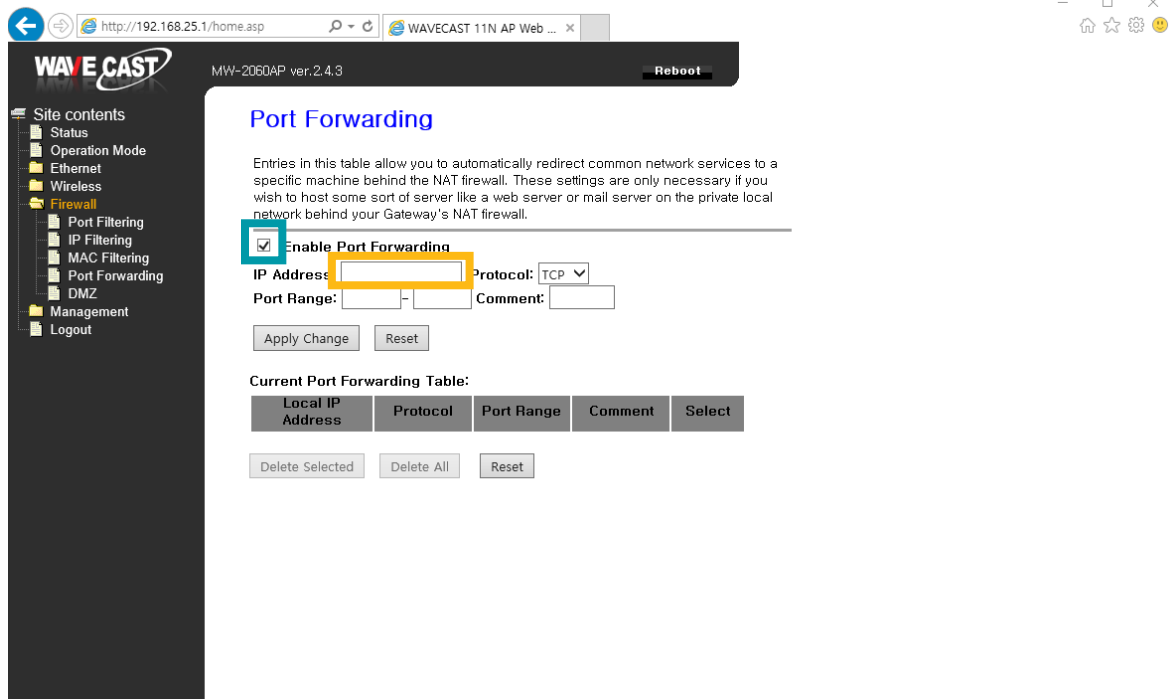 http://192.168.25.1/home.asp
WAVECAST 11N AP Web ...
WAVE CAST
MW-2060AP ver.2.4.3
Reboot
Site contents
Status
Operation Mode
Ethernet
Wireless
Firewall
Port Filtering
IP Filtering
MAC Filtering
Port Forwarding
DMZ
Management
Logout
Port Forwarding
Entries in this table allow you to automatically redirect common network services to a
specific machine behind the NAT firewall. These settings are only necessary if you
wish to host some sort of server like a web server or mail server on the private local
network behind your Gateway's NAT firewall.
Enable Port Forwarding
IP Address Protocol: TCP
Port Range: - Comment:
Apply Change Reset
Current Port Forwarding Table:
Local IP Address Protocol Port Range Comment Select
Delete Selected Delete All Reset